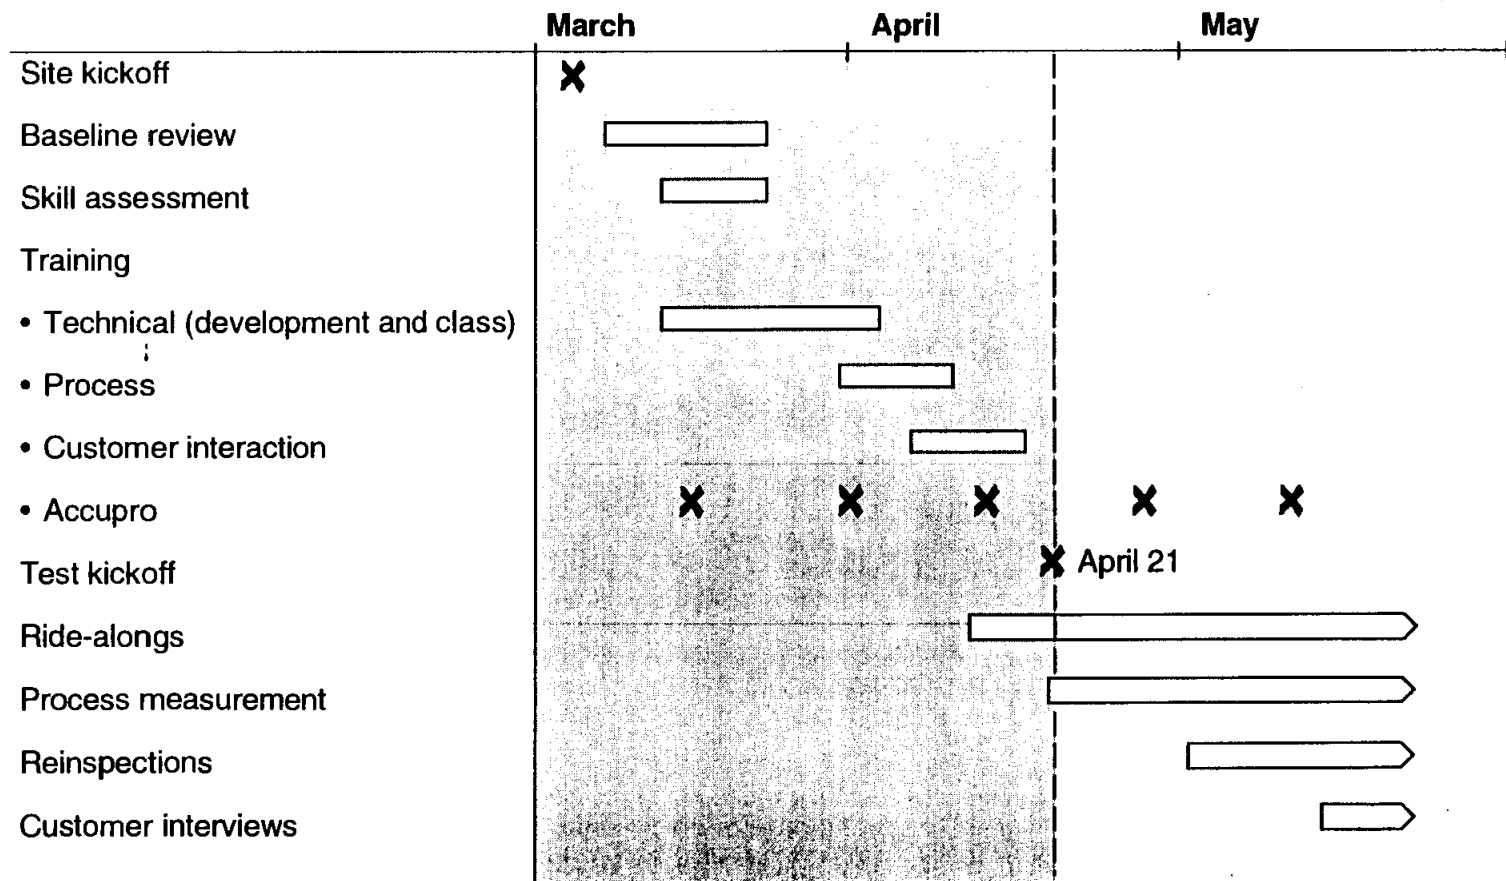 March April May
Site kickoff
Baseline review
Skill assessment
Training
• Technical (development and class)
• Process
• Customer interaction
• Accupro
Test kickoff April 21
Ride-alongs
Process measurement
Reinspections
Customer interviews